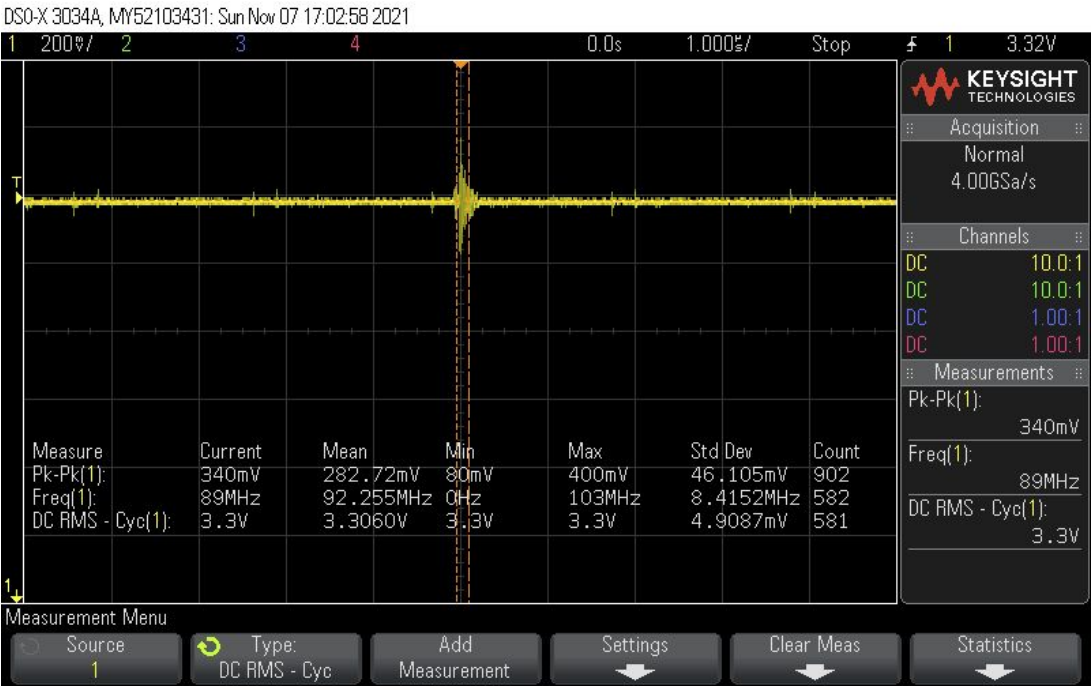 DSO-X 3034A, MY52103431: Sun Nov 07 17:02:58 2021
1 200mV/ 2 3 4 0.0s 1.000s/ Stop 1 3.32V
KEYSIGHT
TECHNOLOGIES
Acquisition
Normal
4.00GSa/s
T
Channels
DC 10.0:1
DC 10.0:1
DC 1.00:1
DC 1.00:1
Measurements
Pk-Pk(1):
340mV
Freq(1):
89MHz
DC RMS - Cyc(1):
3.3V
Measure Current Mean Min Max Std Dev Count
Pk-Pk(1): 340mV 282.72mV 80mV 400mV 46.105mV 902
Freq(1): 89MHz 92.255MHz 0Hz 103MHz 8.4152MHz 582
DC RMS - Cyc(1): 3.3V 3.3060V 3.3V 3.3V 4.9087mV 581
1
Measurement Menu
Source
1
Type:
DC RMS - Cyc
Add
Measurement
Settings
Clear Meas
Statistics